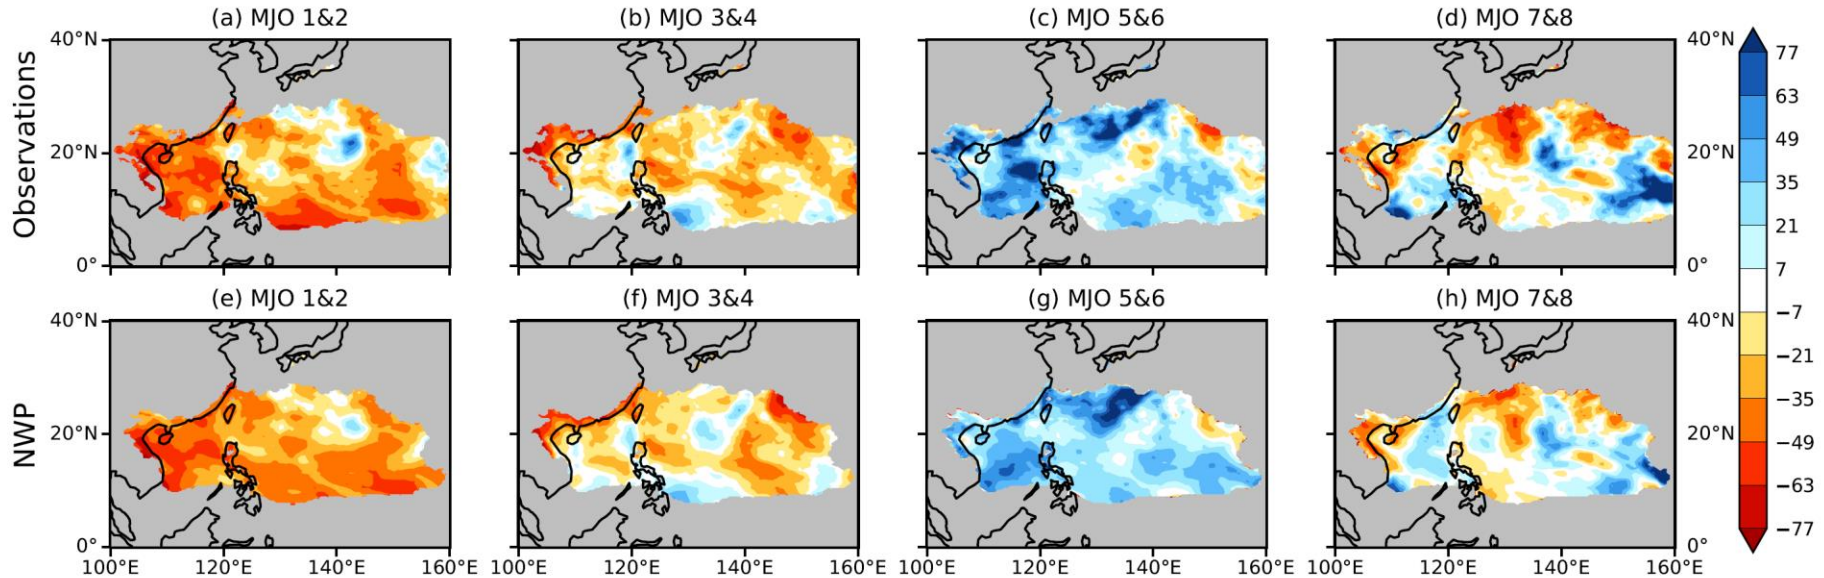 (a) MJO 1&2
(b) MJO 3&4
(c) MJO 5&6
(d) MJO 7&8
Observations
40°N
20°N
0°
40°N
20°N
0°
(e) MJO 1&2
(f) MJO 3&4
(g) MJO 5&6
(h) MJO 7&8
NWP
40°N
20°N
0°
40°N
20°N
0°
100°E 120°E 140°E 160°E
100°E 120°E 140°E 160°E
100°E 120°E 140°E 160°E
100°E 120°E 140°E 160°E
77
63
49
35
21
7
−7
−21
−35
−49
−63
−77